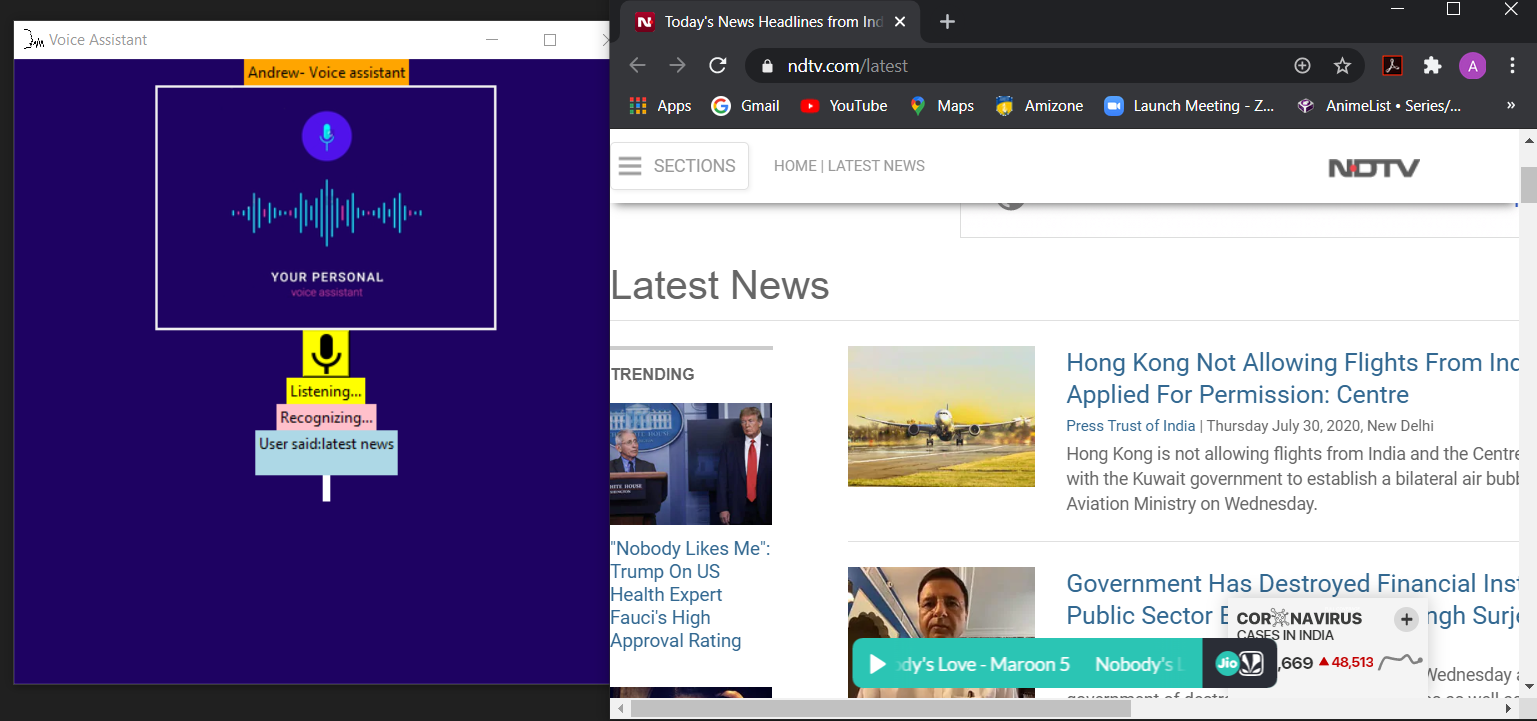 Voice Assistant
Andrew- Voice assistant
YOUR PERSONAL
voice assistant
Listening...
Recognizing...
User said:latest news
Today's News Headlines from Ind
ndtv.com/latest
A
Apps
Gmail
YouTube
Maps
Amizone
Launch Meeting - Z...
AnimeList • Series/...
»
SECTIONS
HOME | LATEST NEWS
NDTV
Latest News
TRENDING
WHITE HOUSE
"Nobody Likes Me":
Trump On US
Health Expert
Fauci's High
Approval Rating
Hong Kong Not Allowing Flights From Ind
Applied For Permission: Centre
Press Trust of India | Thursday July 30, 2020, New Delhi
Hong Kong is not allowing flights from India and the Centre
with the Kuwait government to establish a bilateral air bubb
Aviation Ministry on Wednesday.
Government Has Destroyed Financial Inst
Public Sector ngh Surje
CORONAVIRUS
CASES IN INDIA
,669 ▲48,513
dy's Love - Maroon 5 Nobody's L
Jio
Wednesday a